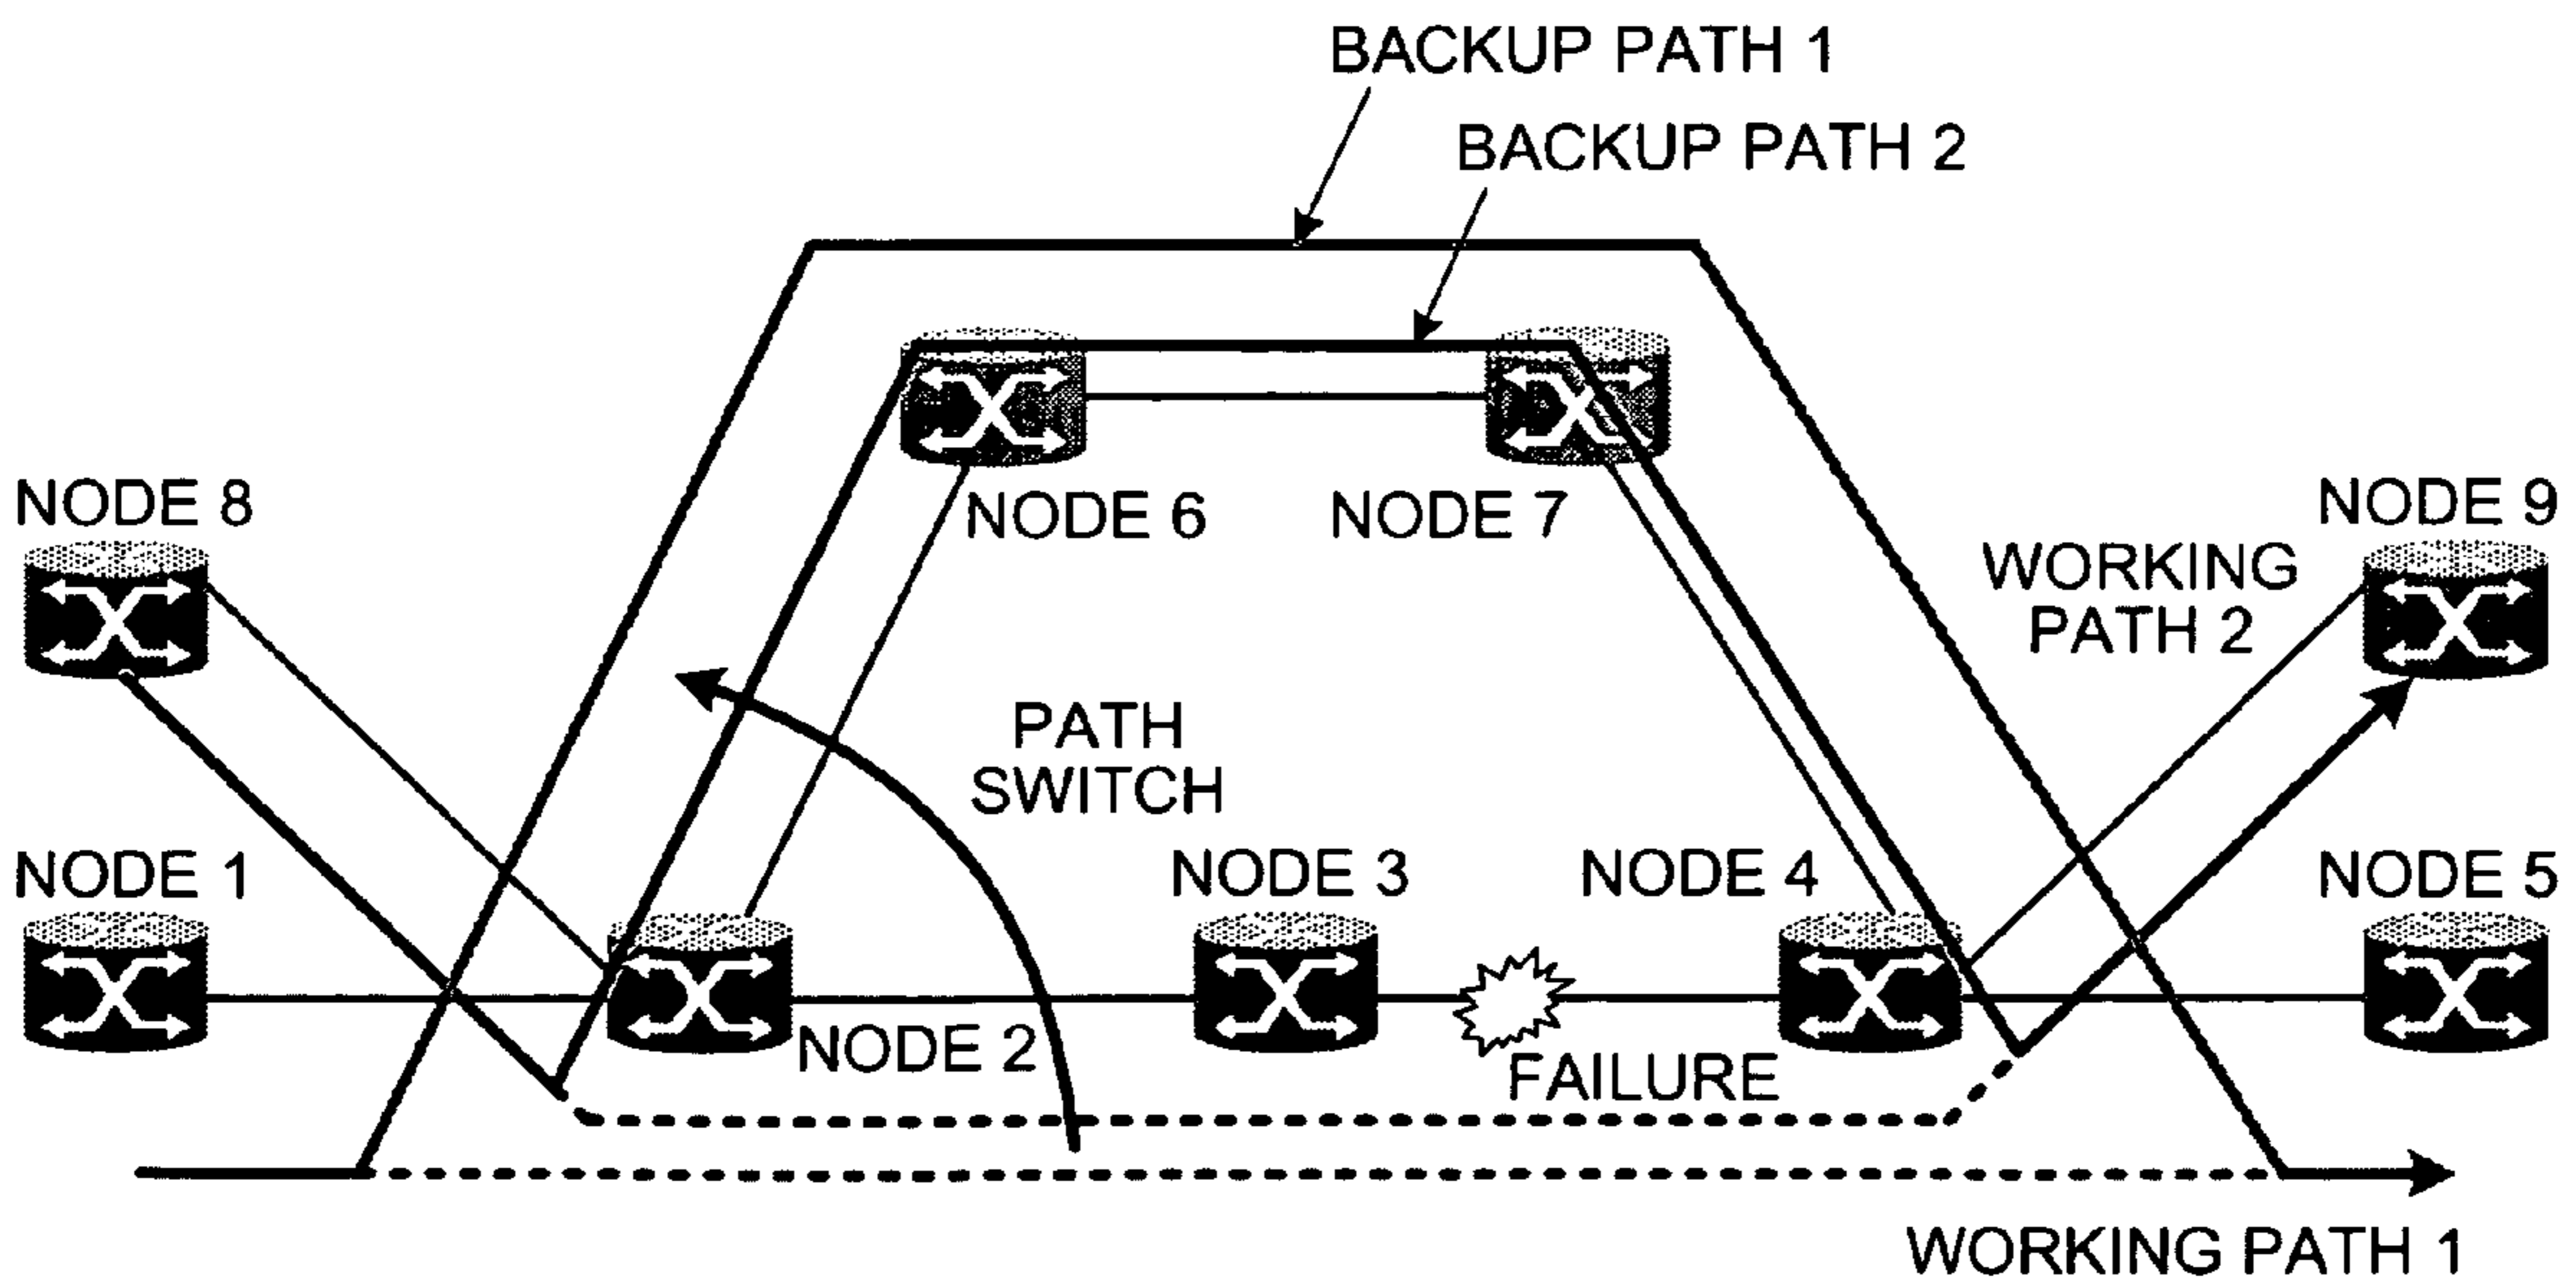 BACKUP PATH 1
BACKUP PATH 2
NODE 8
NODE 6
NODE 7
NODE 9
WORKING
PATH 2
PATH
SWITCH
NODE 1
NODE 3
NODE 4
NODE 5
NODE 2
FAILURE
WORKING PATH 1